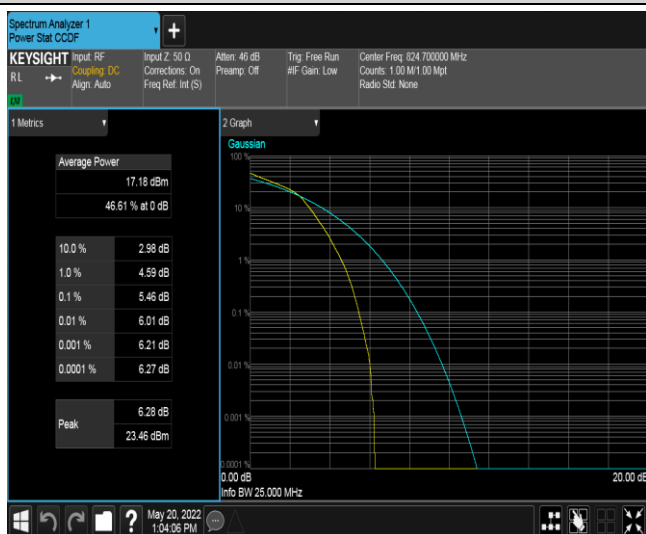 Spectrum Analyzer 1
Power Stat CCDF
KEYSIGHT
RL
Input: RF
Coupling: DC
Align: Auto
Input Z: 50 Ω
Corrections: On
Freq Ref: Int (S)
Atten: 46 dB
Preamp: Off
Trig: Free Run
#IF Gain: Low
Center Freq: 824.700000 MHz
Counts: 1.00 M/1.00 Mpt
Radio Std: None
1 Metrics
Average Power
17.18 dBm
46.61 % at 0 dB
10.0 % 2.98 dB
1.0 % 4.59 dB
0.1 % 5.46 dB
0.01 % 6.01 dB
0.001 % 6.21 dB
0.0001 % 6.27 dB
Peak
6.28 dB
23.46 dBm
2 Graph
Gaussian
100 %
10 %
1 %
0.1 %
0.01 %
0.001 %
0.0001 %
0.00 dB
20.00 dB
Info BW 25.000 MHz
May 20, 2022
1:04:06 PM